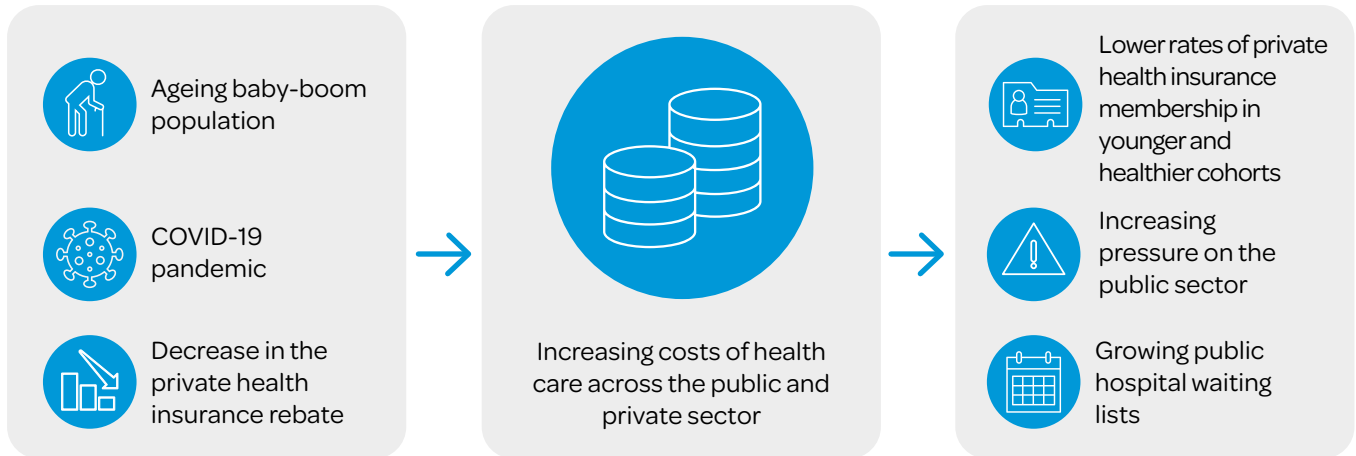 Ageing baby-boom
population
COVID-19
pandemic
Decrease in the
private health
insurance rebate
Increasing costs of health
care across the public and
private sector
Lower rates of private
health insurance
membership in
younger and
healthier cohorts
Increasing
pressure on the
public sector
Growing public
hospital waiting
lists